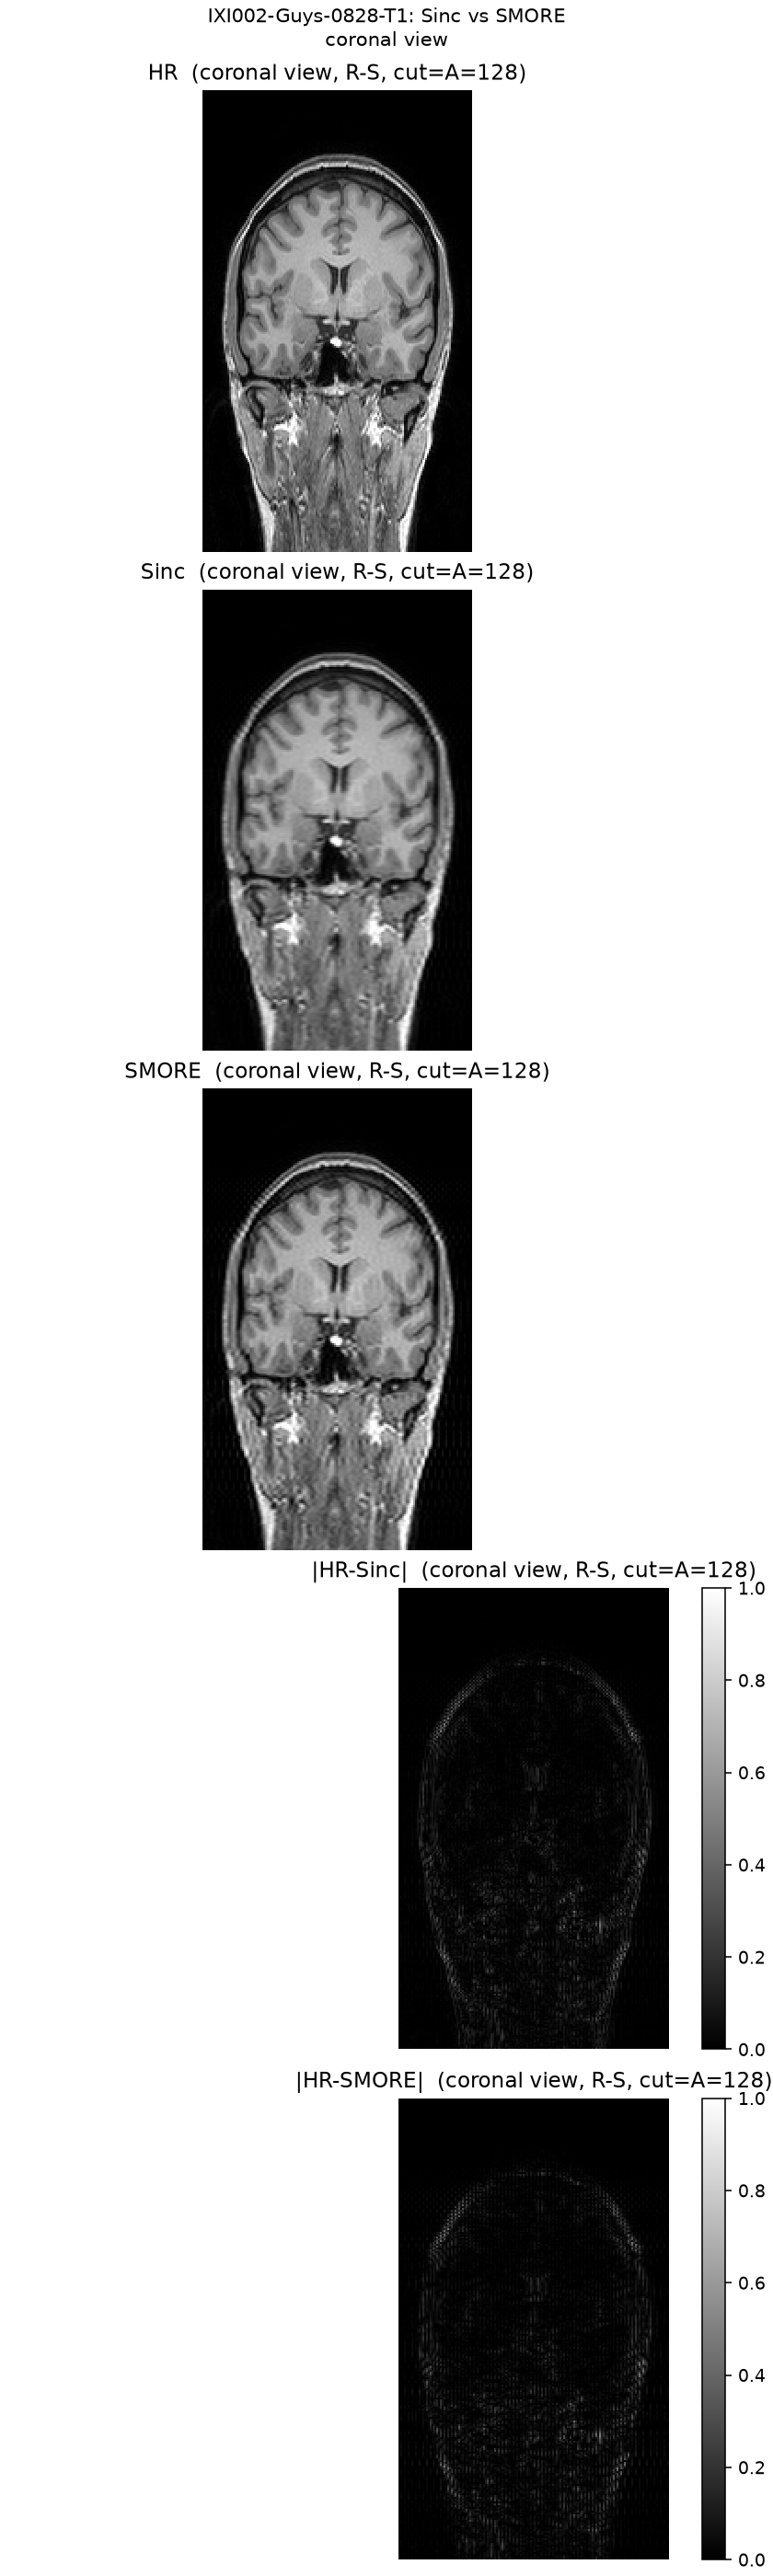 IXI002-Guys-0828-T1: Sinc vs SMORE
coronal view
HR  (coronal view, R-S, cut=A=128)
Sinc  (coronal view, R-S, cut=A=128)
SMORE  (coronal view, R-S, cut=A=128)
|HR-Sinc|  (coronal view, R-S, cut=A=128)
1.0
0.8
0.6
0.4
0.2
0.0
|HR-SMORE|  (coronal view, R-S, cut=A=128)
1.0
0.8
0.6
0.4
0.2
0.0